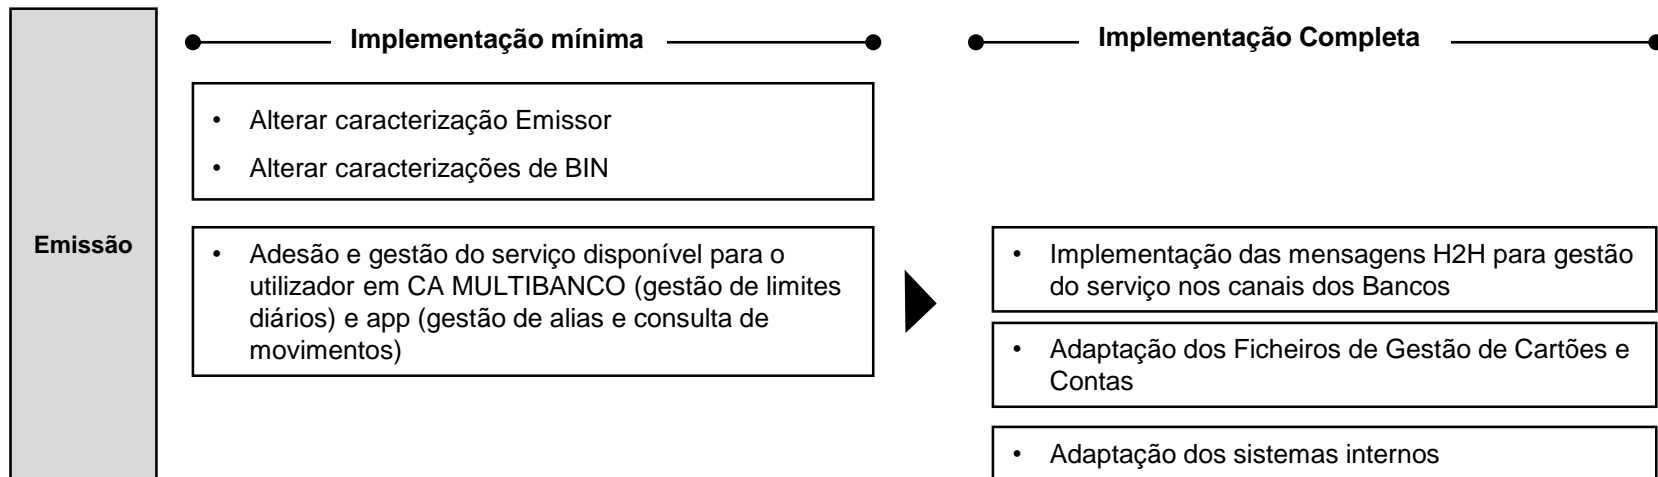 Implementação mínima
Implementação Completa
Emissão
• Alterar caracterização Emissor
• Alterar caracterizações de BIN
• Adesão e gestão do serviço disponível para o
utilizador em CA MULTIBANCO (gestão de limites
diários) e app (gestão de alias e consulta de
movimentos)
• Implementação das mensagens H2H para gestão
do serviço nos canais dos Bancos
• Adaptação dos Ficheiros de Gestão de Cartões e
Contas
• Adaptação dos sistemas internos